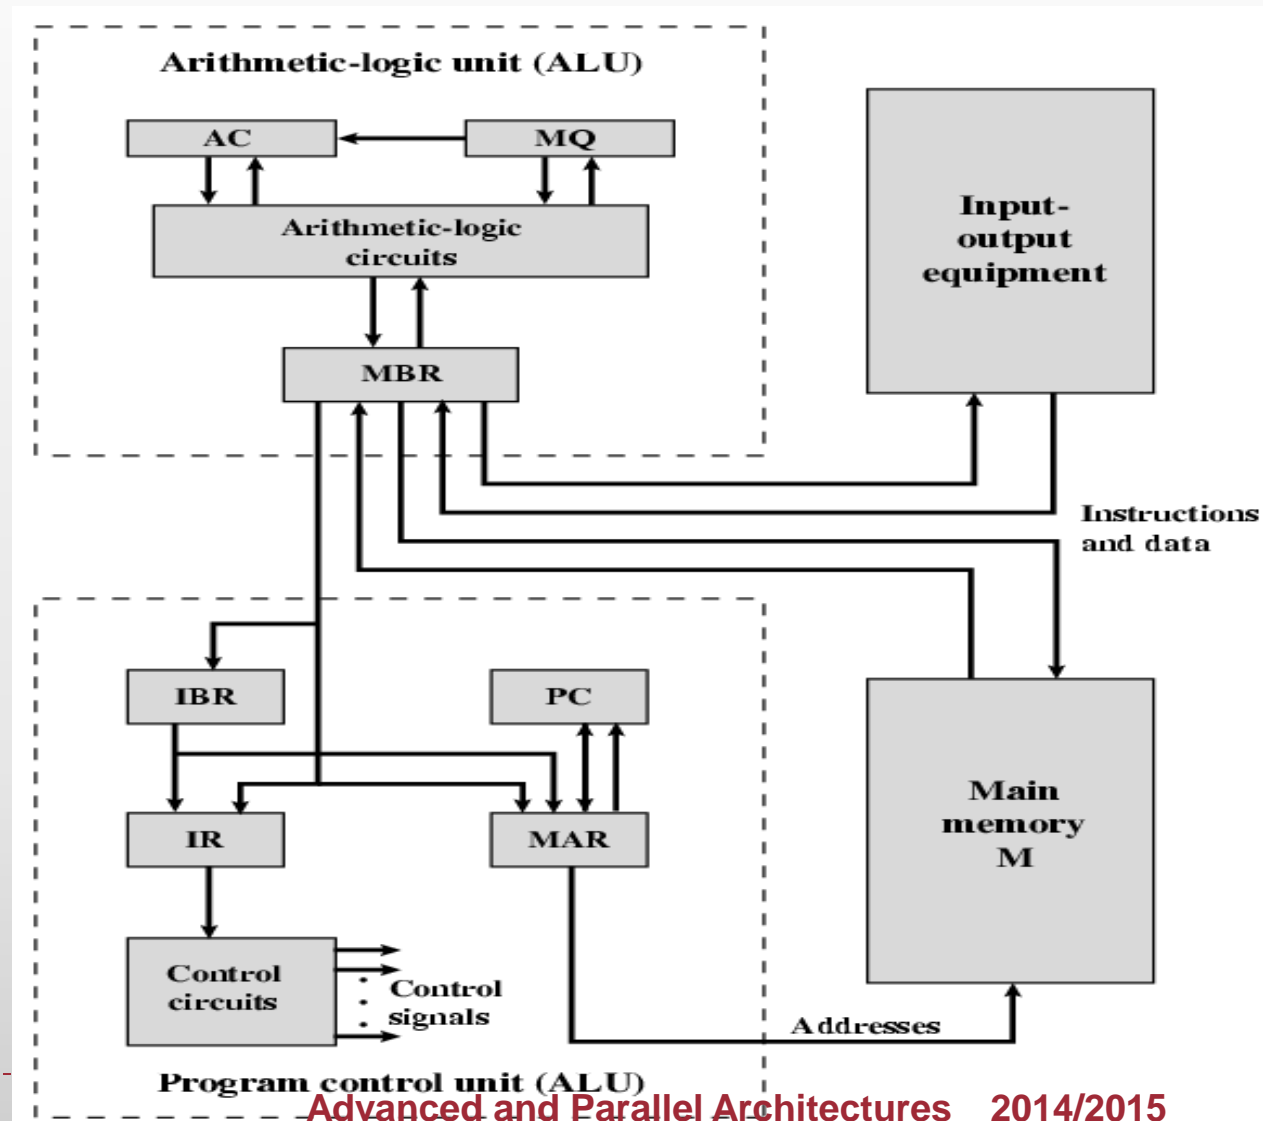 Arithmetic-logic unit (ALU)
AC
MQ
Arithmetic-logic
circuits
MBR
Input-
output
equipment
Instructions
and data
IBR
PC
IR
MAR
Main
memory
M
Control
circuits
Control
signals
Addresses
Program control unit (ALU)
Advanced and Parallel Architectures 2014/2015